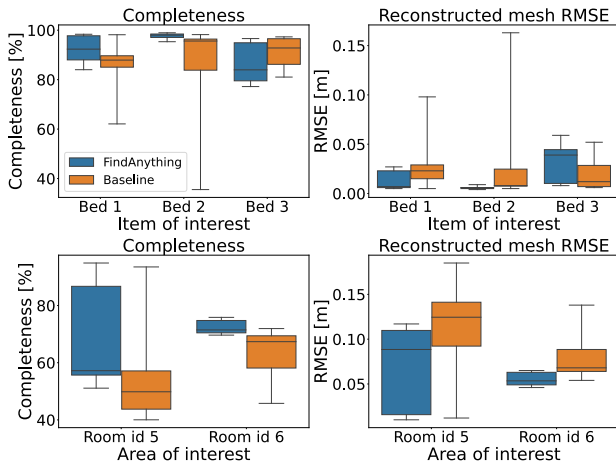 Completeness
Completeness [%]
100
80
60
40
FindAnything
Baseline
Bed 1 Bed 2 Bed 3
Item of interest
Reconstructed mesh RMSE
RMSE [m]
0.15
0.10
0.05
0.00
Bed 1 Bed 2 Bed 3
Item of interest
Completeness
Completeness [%]
80
60
40
Room id 5 Room id 6
Area of interest
Reconstructed mesh RMSE
RMSE [m]
0.15
0.10
0.05
Room id 5 Room id 6
Area of interest